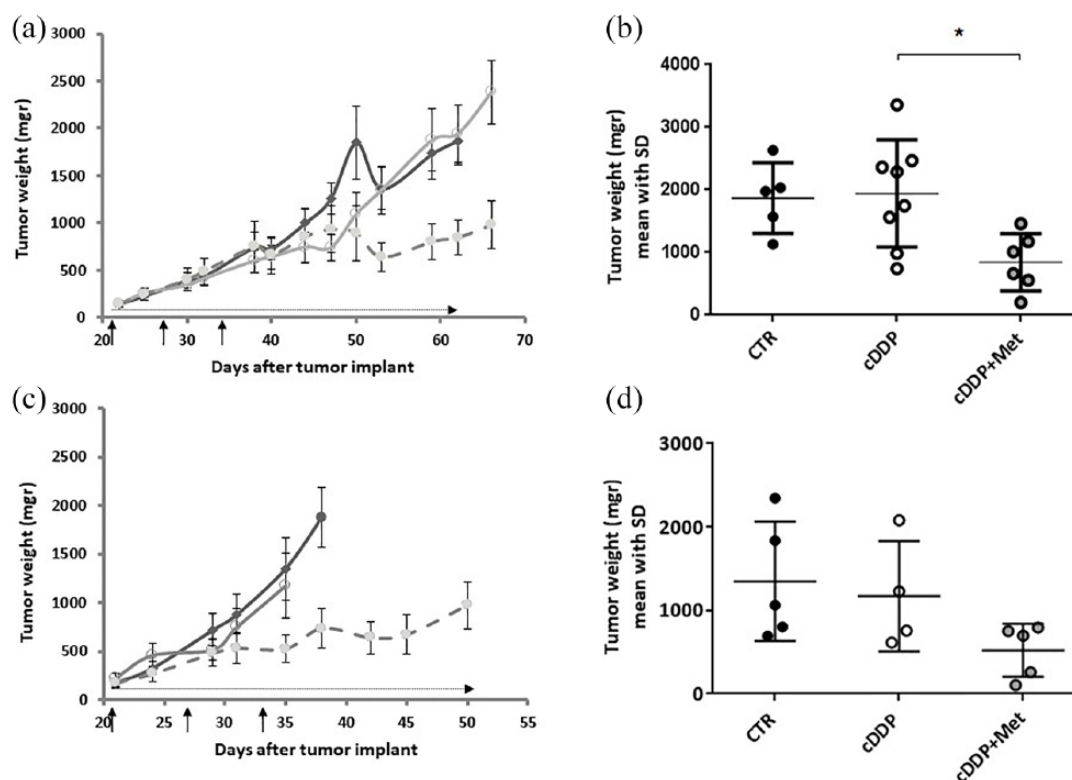 (a)
3000
2500
2000
1500
1000
500
0
Tumor weight (mgr)
20 30 40 50 60 70
Days after tumor implant
(b)
*
4000
3000
2000
1000
0
Tumor weight (mgr)
mean with SD
CTR
cDDP
cDDP+Met
(c)
3000
2500
2000
1500
1000
500
0
Tumor weight (mgr)
20 25 30 35 40 45 50 55
Days after tumor implant
(d)
3000
2000
1000
0
Tumor weight (mgr)
mean with SD
CTR
cDDP
cDDP+Met